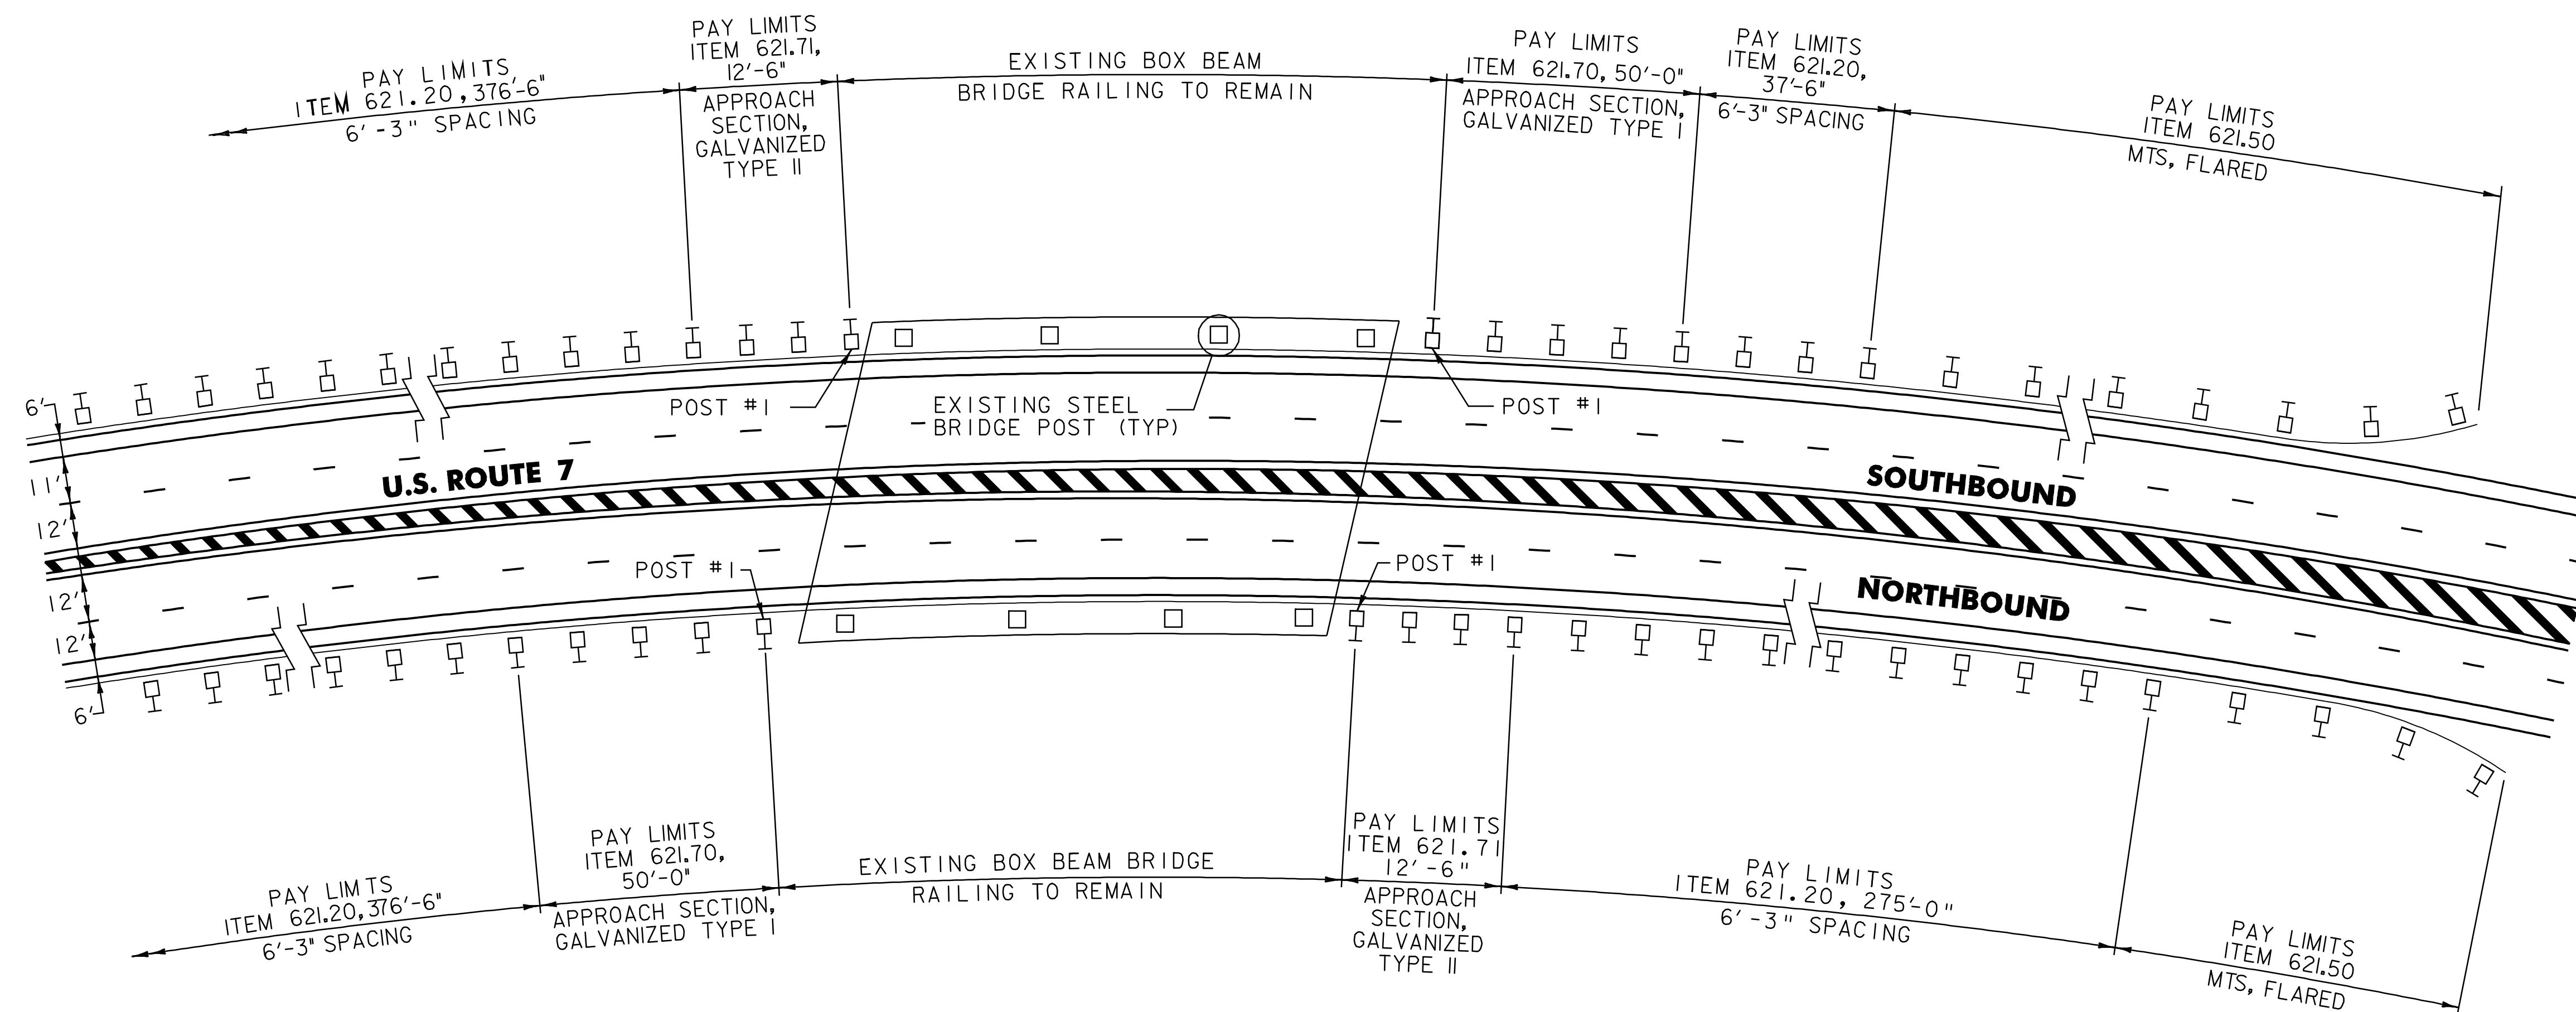 PAY LIMITS
ITEM 621.20,376'-6"
6'-3" SPACING
PAY LIMITS
ITEM 621.71,
12'-6"
APPROACH
SECTION,
GALVANIZED
TYPE II
EXISTING BOX BEAM
BRIDGE RAILING TO REMAIN
PAY LIMITS
ITEM 621.70, 50'-0"
APPROACH SECTION,
GALVANIZED TYPE I
PAY LIMITS
ITEM 621.20,
37'-6"
6'-3" SPACING
PAY LIMITS
ITEM 621.50
MTS, FLARED
6'
11'
12'
12'
12'
6'
POST #1
EXISTING STEEL
BRIDGE POST (TYP)
POST #1
U.S. ROUTE 7
SOUTHBOUND
POST #1
POST #1
NORTHBOUND
PAY LIMITS
ITEM 621.20,376'-6"
6'-3" SPACING
PAY LIMITS
ITEM 621.70,
50'-0"
APPROACH SECTION,
GALVANIZED TYPE I
EXISTING BOX BEAM BRIDGE
RAILING TO REMAIN
PAY LIMITS
ITEM 621.71
12'-6"
APPROACH
SECTION,
GALVANIZED
TYPE II
PAY LIMITS
ITEM 621.20, 275'-0"
6'-3" SPACING
PAY LIMITS
ITEM 621.50
MTS, FLARED